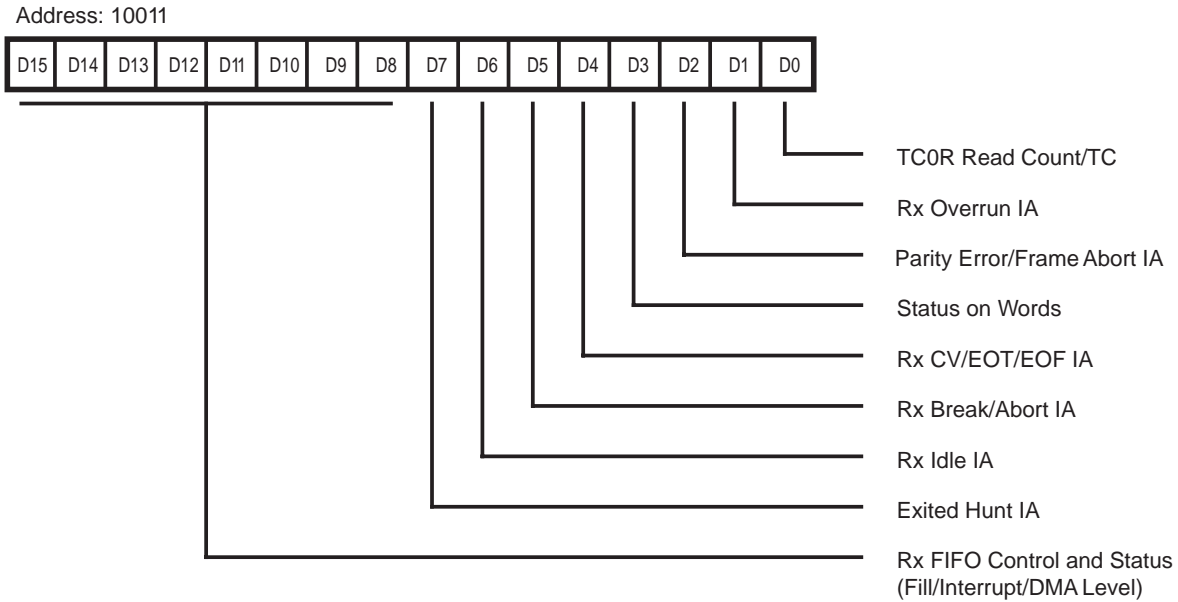 Address: 10011
D15 D14 D13 D12 D11 D10 D9 D8 D7 D6 D5 D4 D3 D2 D1 D0
TC0R Read Count/TC
Rx Overrun IA
Parity Error/Frame Abort IA
Status on Words
Rx CV/EOT/EOF IA
Rx Break/Abort IA
Rx Idle IA
Exited Hunt IA
Rx FIFO Control and Status
(Fill/Interrupt/DMA Level)